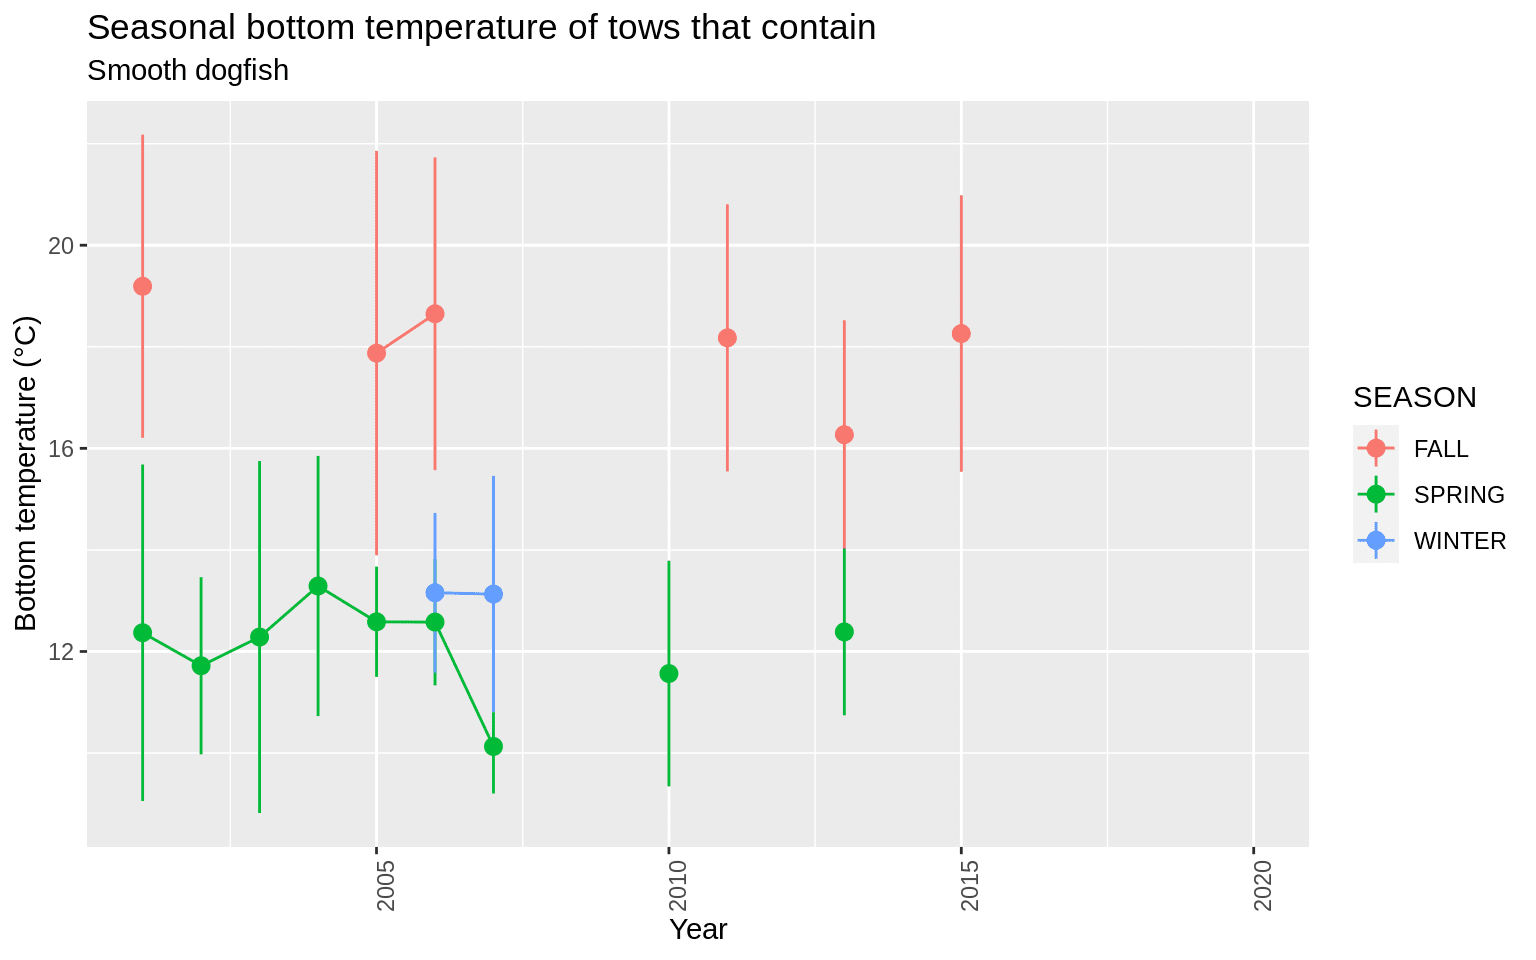 Seasonal bottom temperature of tows that contain
Smooth dogfish
Bottom temperature (°C)
20
16
12
2005
2010
2015
2020
Year
SEASON
FALL
SPRING
WINTER